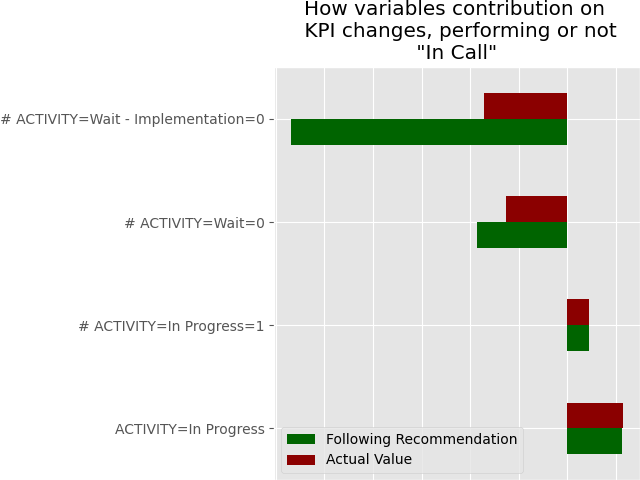 How variables contribution on
KPI changes, performing or not
"In Call"
# ACTIVITY=Wait - Implementation=0
# ACTIVITY=Wait=0
# ACTIVITY=In Progress=1
ACTIVITY=In Progress
Following Recommendation
Actual Value